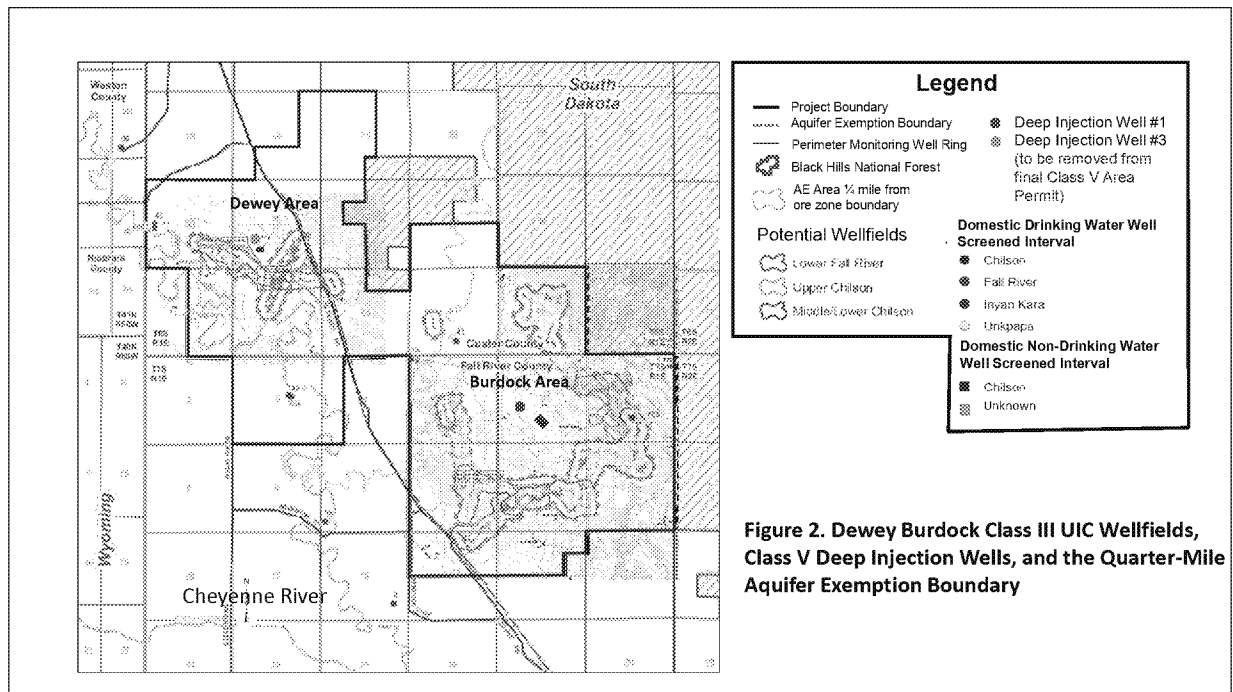 Weston
County
South
Dakota
Dewey Area
Niobrara
County
Custer County
Fall River County
Burdock Area
Wyoming
N
Cheyenne River
Legend
Project Boundary
Aquifer Exemption Boundary
Perimeter Monitoring Well Ring
Black Hills National Forest
AE Area ¼ mile from
ore zone boundary
Potential Wellfields
Lower Fall River
Upper Chilson
Middle/Lower Chilson
Deep Injection Well #1
Deep Injection Well #3
(to be removed from
final Class V Area
Permit)
Domestic Drinking Water Well
Screened Interval
Chilson
Fall River
Inyan Kara
Unkpapa
Domestic Non-Drinking Water
Well Screened Interval
Chilson
Unknown
Figure 2. Dewey Burdock Class III UIC Wellfields,
Class V Deep Injection Wells, and the Quarter-Mile
Aquifer Exemption Boundary